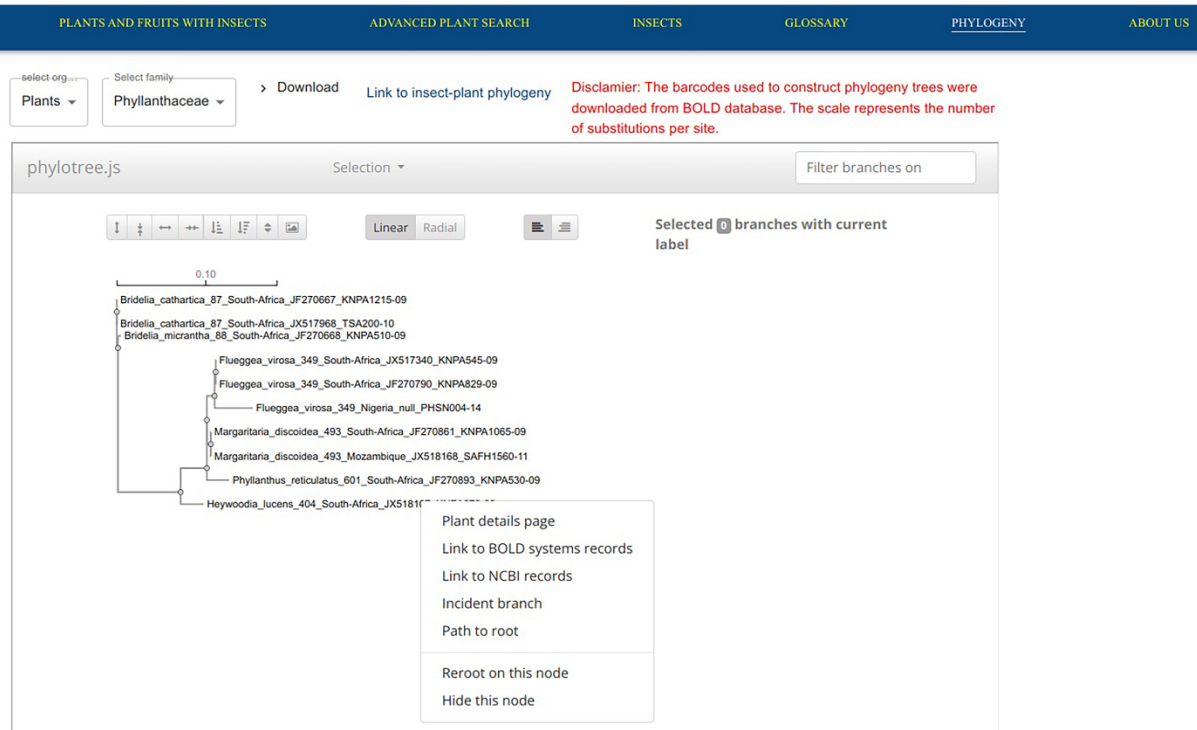 PLANTS AND FRUITS WITH INSECTS ADVANCED PLANT SEARCH INSECTS GLOSSARY PHYLOGENY ABOUT US
select org...
Plants
Select family
Phyllanthaceae
Download
Link to insect-plant phylogeny
Disclamier: The barcodes used to construct phylogeny trees were
downloaded from BOLD database. The scale represents the number
of substitutions per site.
phylotree.js Selection Filter branches on
Linear Radial
Selected 0 branches with current
label
0.10
Bridelia_cathartica_87_South-Africa_JF270667_KNPA1215-09
Bridelia_cathartica_87_South-Africa_JX517968_TSA200-10
Bridelia_micrantha_88_South-Africa_JF270668_KNPA510-09
Flueggea_virosa_349_South-Africa_JX517340_KNPA545-09
Flueggea_virosa_349_South-Africa_JF270790_KNPA829-09
Flueggea_virosa_349_Nigeria_null_PHSN004-14
Margaritaria_discoidea_493_South-Africa_JF270861_KNPA1065-09
Margaritaria_discoidea_493_Mozambique_JX518168_SAFH1560-11
Phyllanthus_reticulatus_601_South-Africa_JF270893_KNPA530-09
Heywoodia_lucens_404_South-Africa_
Plant details page
Link to BOLD systems records
Link to NCBI records
Incident branch
Path to root
Reroot on this node
Hide this node